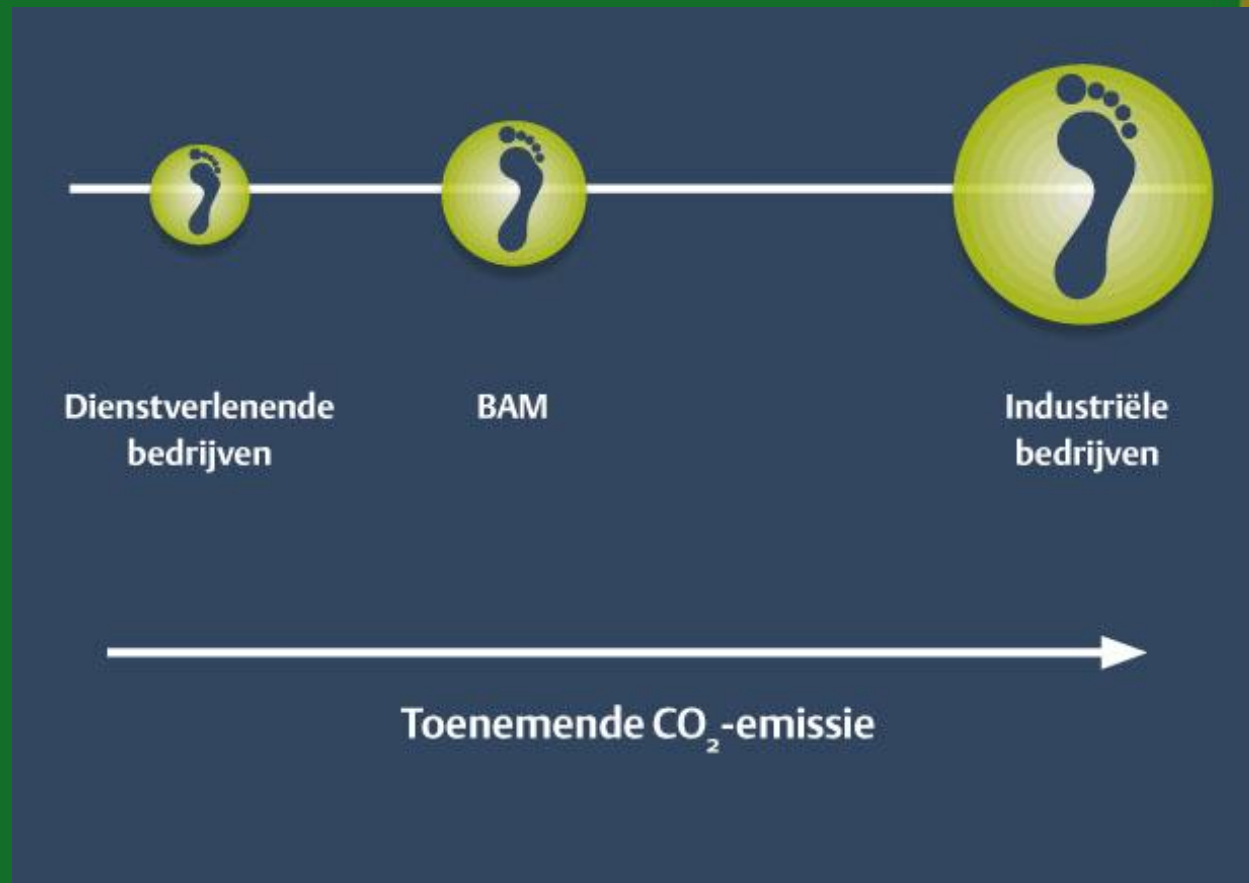 Dienstverlenende
bedrijven
BAM
Industriële
bedrijven
Toenemende CO₂-emissie